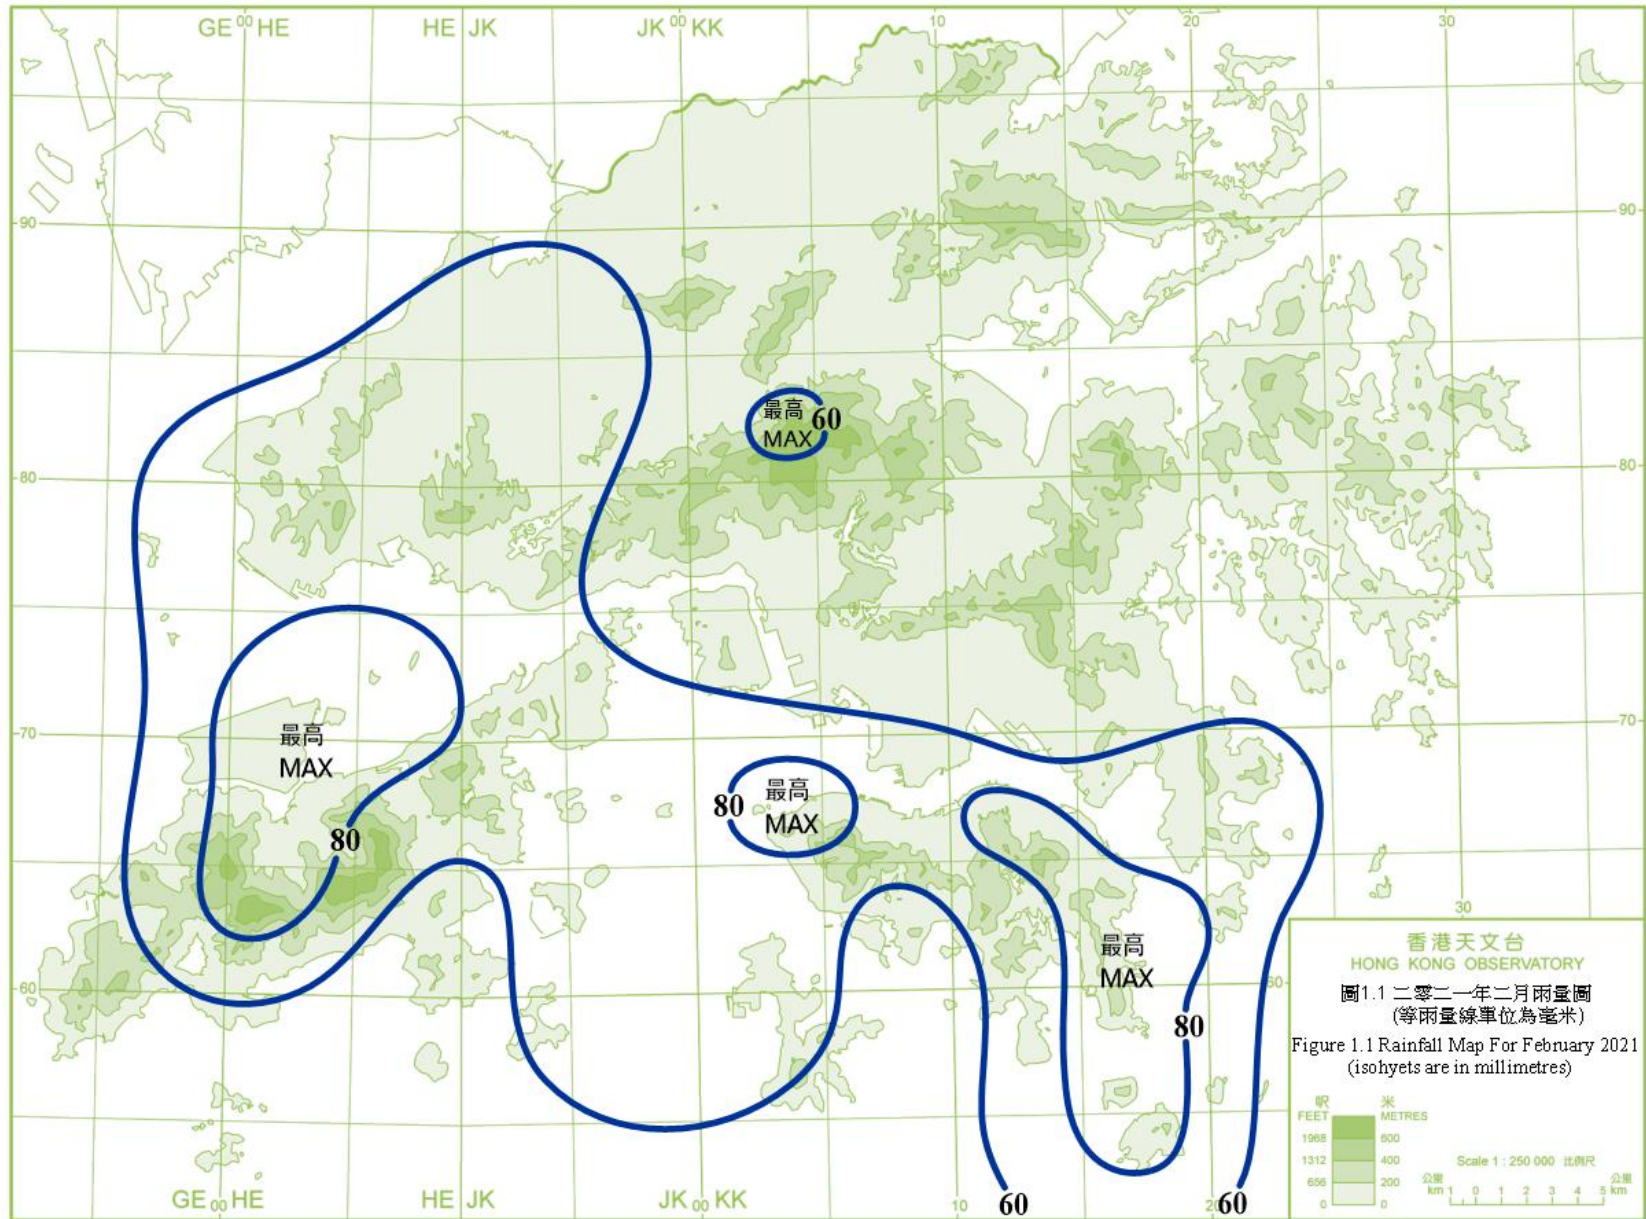 GE 00 HE
HE JK
JK 00 KK
10
20
30
90
90
最高
MAX
60
80
80
最高
MAX
70
70
最高
MAX
80
80
最高
MAX
80
30
60
60
香港天文台
HONG KONG OBSERVATORY
圖1.1 二零二一年二月雨量圖
(等雨量線單位為毫米)
Figure 1.1 Rainfall Map For February 2021
(isohyets are in millimetres)
呎 米
FEET METRES
1968 600
1312 400
656 200
0 0
Scale 1 : 250 000 比例尺
公里 km 1 0 1 2 3 4 5 公里 km
GE 00 HE
HE JK
JK 00 KK
10
60
20
60